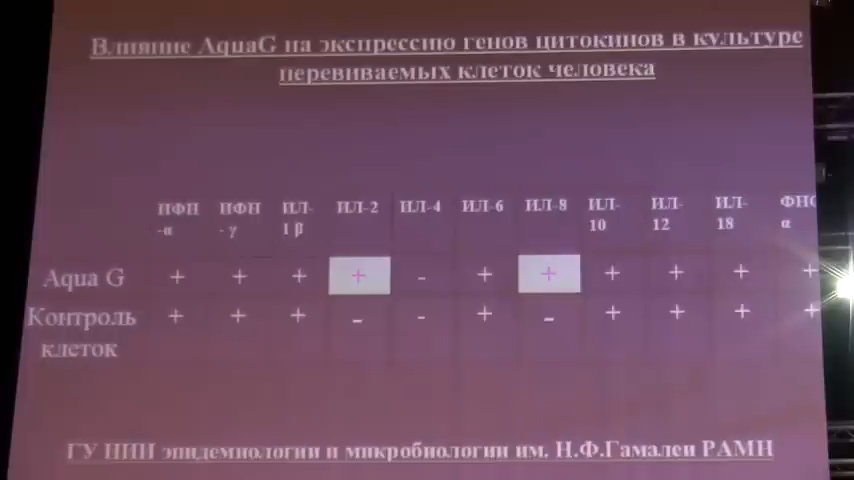 Влияние AquaG на экспрессию генов цитокинов в культуре
перевиваемых клеток человека
ИФН-α ИФН-γ ИЛ-1 β ИЛ-2 ИЛ-4 ИЛ-6 ИЛ-8 ИЛ-10 ИЛ-12 ИЛ-18 ФНО α
Aqua G + + + + - + + + + + +
Контроль клеток + + + - - + - + + + +
ГУ НИИ эпидемиологии и микробиологии им. Н.Ф.Гамалеи РАМН